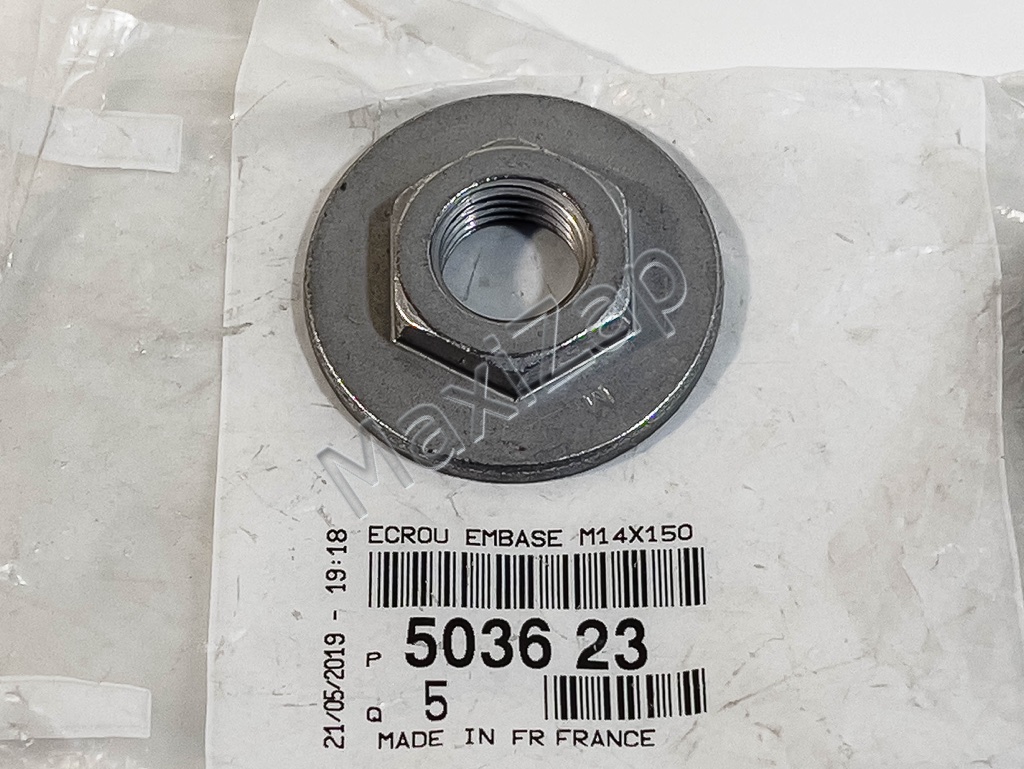 MaxiZap
ECROU EMBASE M14X150
P 5036 23
Q 5
MADE IN FR FRANCE
21/05/2019 - 19:18